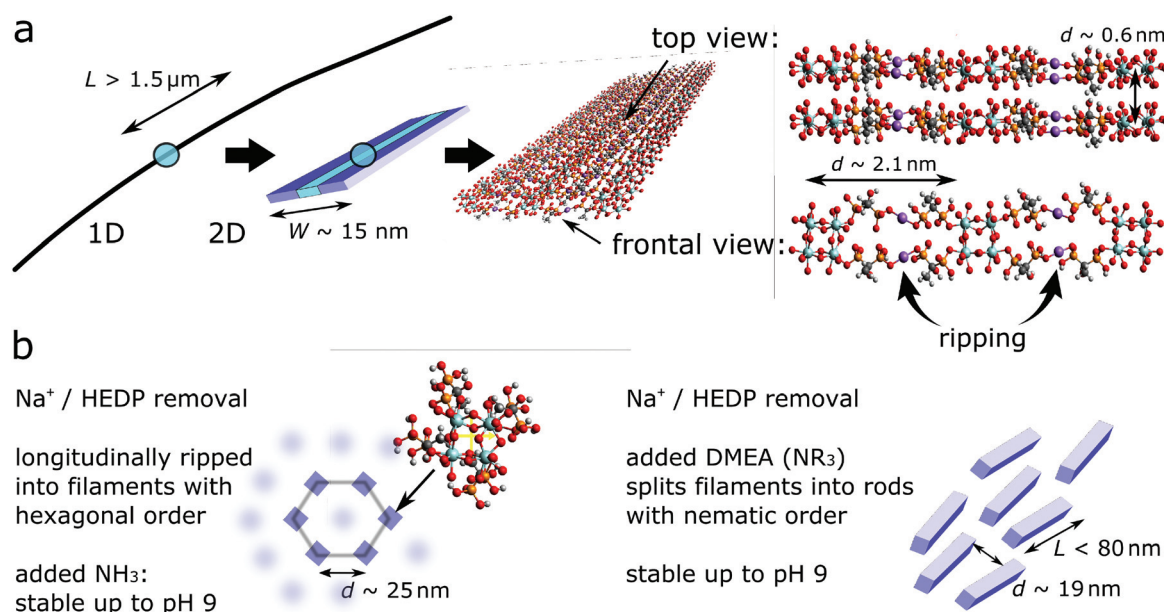 a
L > 1.5 µm
1D
2D
W ~ 15 nm
top view:
frontal view:
d ~ 0.6 nm
d ~ 2.1 nm
ripping
b
Na⁺ / HEDP removal
longitudinally ripped
into filaments with
hexagonal order
added NH₃:
stable up to pH 9
d ~ 25 nm
Na⁺ / HEDP removal
added DMEA (NR₃)
splits filaments into rods
with nematic order
stable up to pH 9
L < 80 nm
d ~ 19 nm